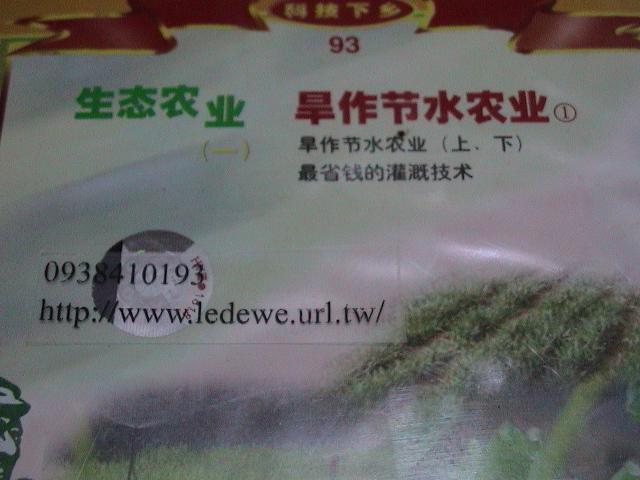 科技下乡
93
生态农业
(一)
旱作节水农业①
旱作节水农业（上、下）
最省钱的灌溉技术
0938410193
http://www.ledewe.url.tw/